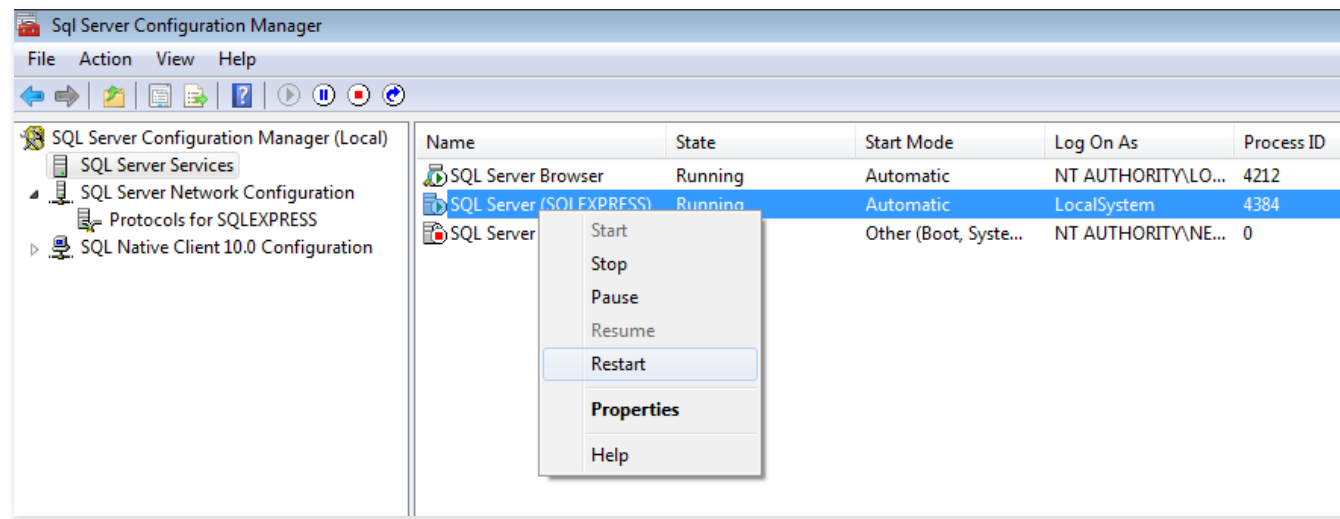 Sql Server Configuration Manager
File Action View Help
SQL Server Configuration Manager (Local)
SQL Server Services
SQL Server Network Configuration
Protocols for SQLEXPRESS
SQL Native Client 10.0 Configuration
Name State Start Mode Log On As Process ID
SQL Server Browser Running Automatic NT AUTHORITY\LO... 4212
SQL Server (SQLEXPRESS) Running Automatic LocalSystem 4384
SQL Server Other (Boot, Syste... NT AUTHORITY\NE... 0
Start
Stop
Pause
Resume
Restart
Properties
Help